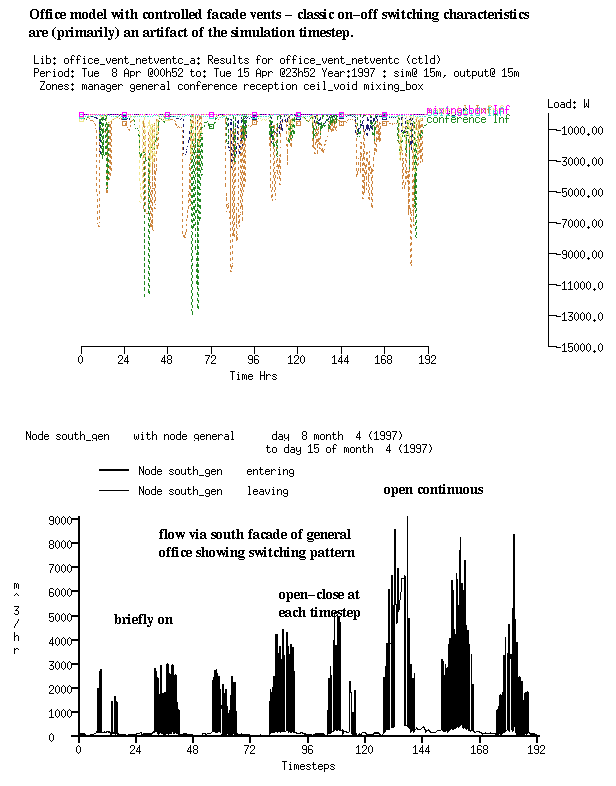 Office model with controlled facade vents – classic on–off switching characteristics
are (primarily) an artifact of the simulation timestep.
Lib: office_vent_netventc_a: Results for office_vent_netventc (ctld)
Period: Tue 8 Apr @00h52 to: Tue 15 Apr @23h52 Year:1997 : sim@ 15m, output@ 15m
Zones: manager general conference reception ceil_void mixing_box
Load: W
conference Inf
-1000.00
-3000.00
-5000.00
-7000.00
-9000.00
-11000.0
-13000.0
-15000.0
0 24 48 72 96 120 144 168 192
Time Hrs
Node south_gen with node general day 8 month 4 (1997)
to day 15 of month 4 (1997)
Node south_gen entering
Node south_gen leaving
open continuous
flow via south facade of general
office showing switching pattern
open–close at
each timestep
briefly on
9000
8000
7000
6000
5000
4000
3000
2000
1000
0
m^3/hr
0 24 48 72 96 120 144 168 192
Timesteps